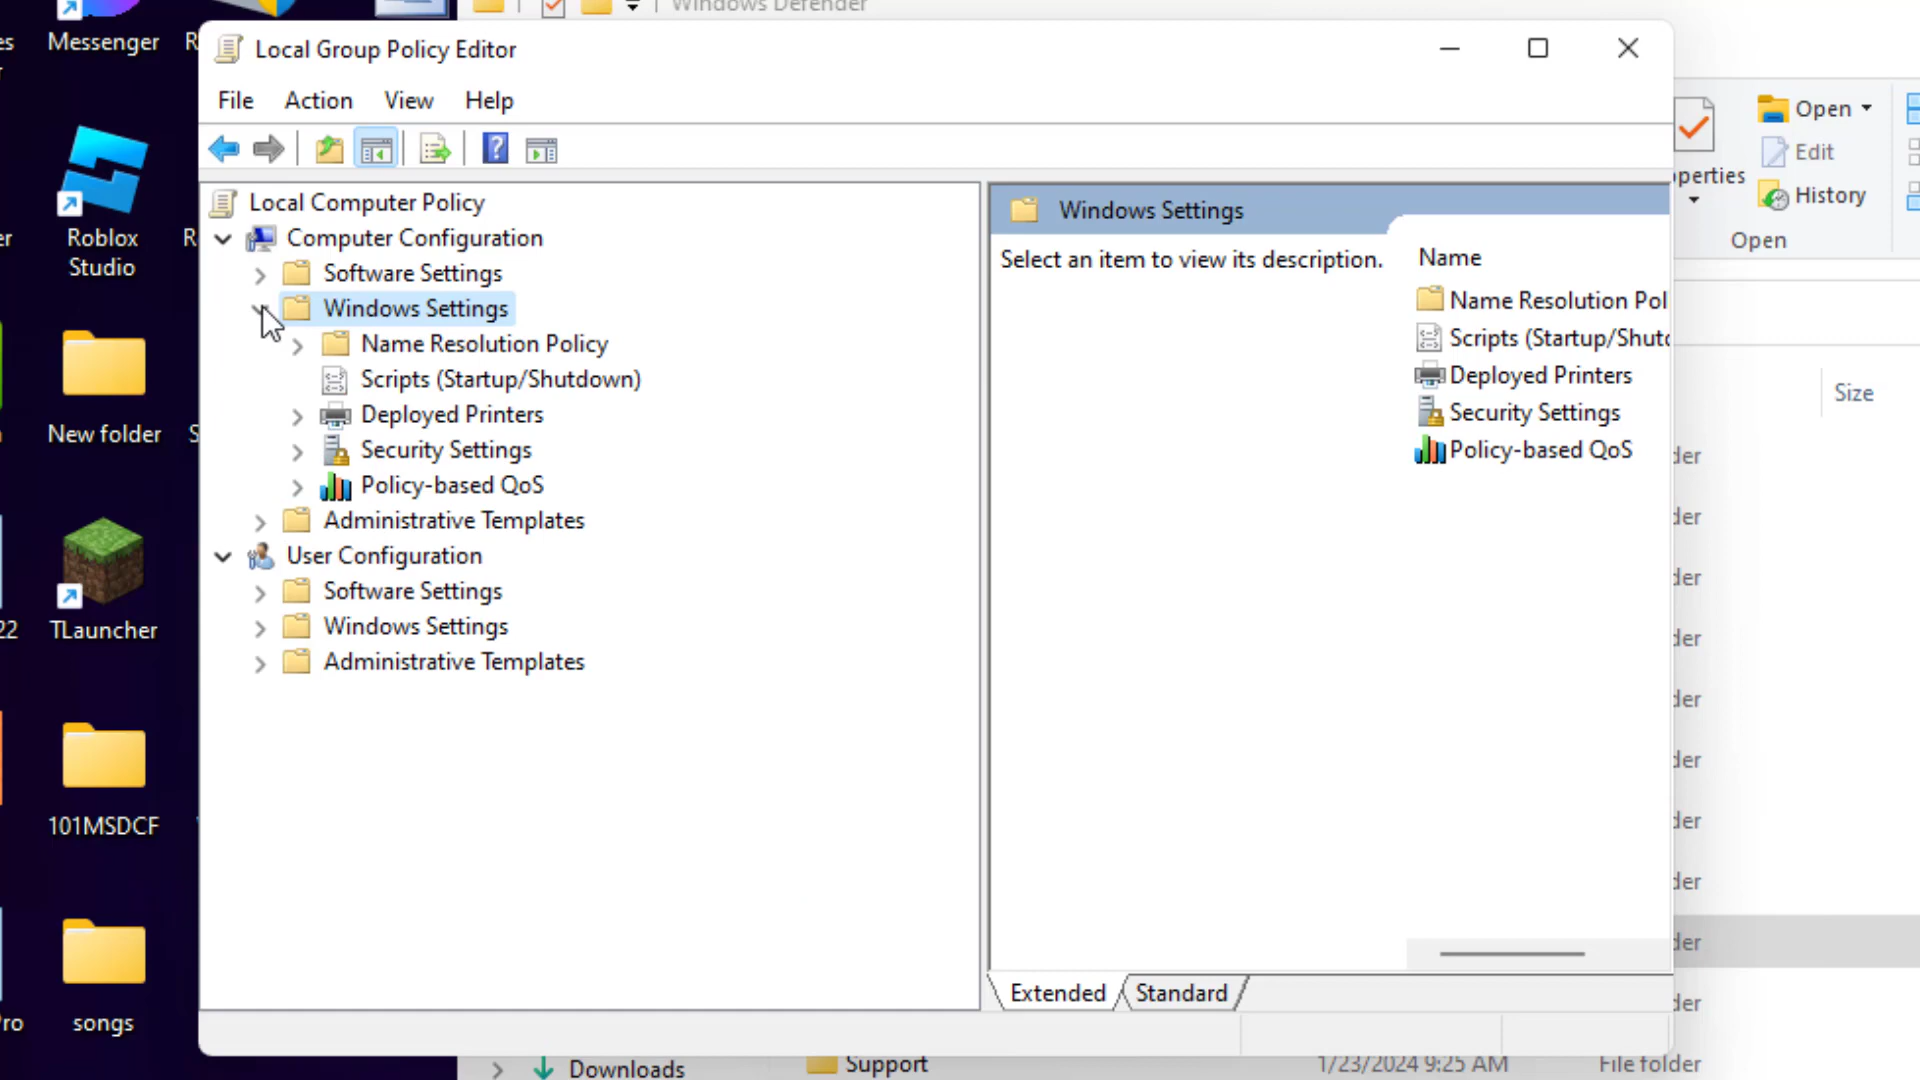 Windows Defender
Messenger
Local Group Policy Editor
File Action View Help
Open
Edit
History
Open
Local Computer Policy
Computer Configuration
Software Settings
Windows Settings
Name Resolution Policy
Scripts (Startup/Shutdown)
Deployed Printers
Security Settings
Policy-based QoS
Administrative Templates
User Configuration
Software Settings
Windows Settings
Administrative Templates
Windows Settings
Select an item to view its description.
Name
Name Resolution Pol
Scripts (Startup/Shutd
Deployed Printers
Security Settings
Policy-based QoS
Extended Standard
Size
Roblox
Studio
New folder
TLauncher
101MSDCF
songs
Downloads
Support 1/23/2024 9:25 AM File folder